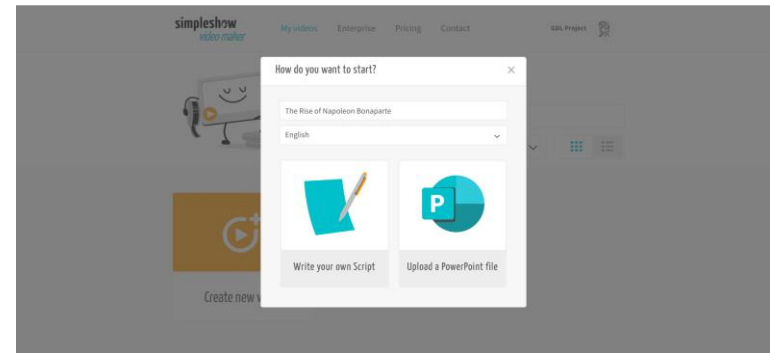 simpleshow
video maker
My videos
Enterprise
Pricing
Contact
GDL Project
How do you want to start?
The Rise of Napoleon Bonaparte
English
P
Write your own Script
Upload a PowerPoint file
Create new